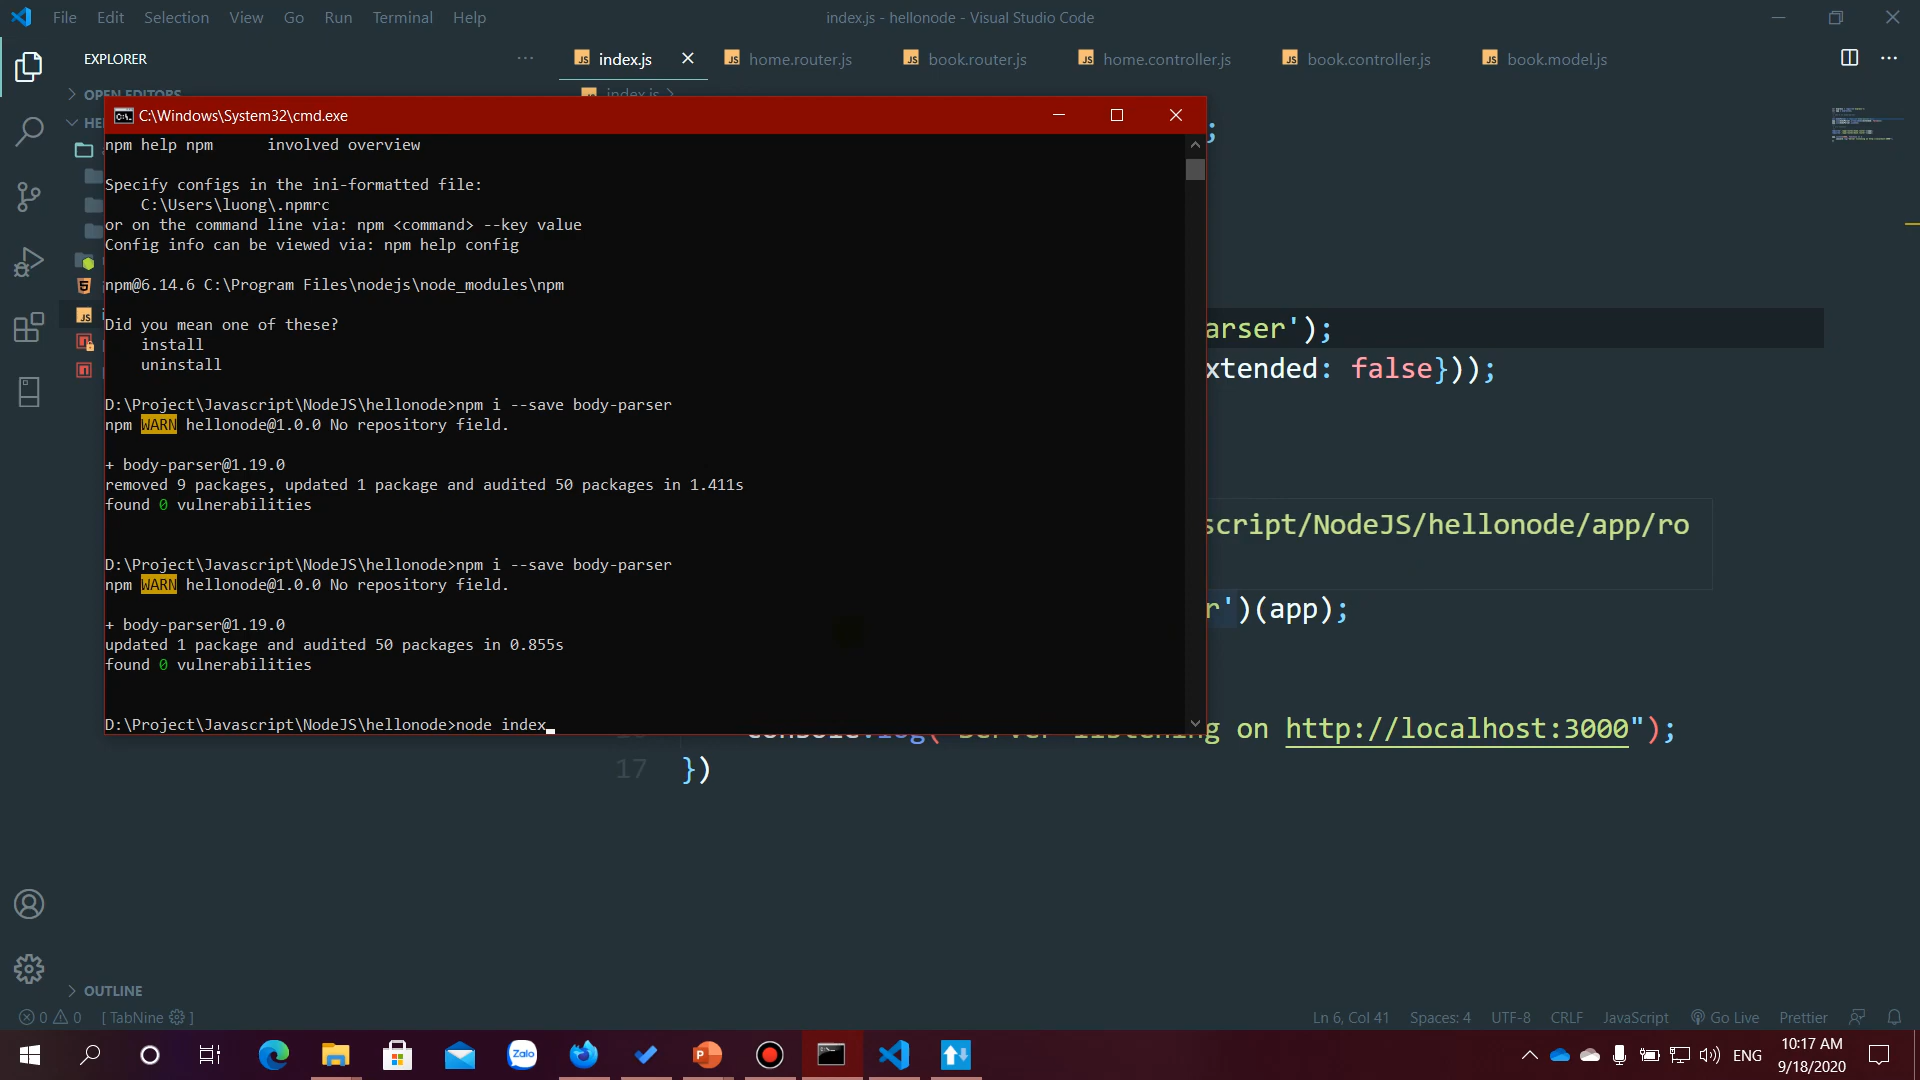 File Edit Selection View Go Run Terminal Help
index.js - hellonode - Visual Studio Code
EXPLORER
index.js
home.router.js
book.router.js
home.controller.js
book.controller.js
book.model.js
OPEN EDITORS
index.js
HE
C:\Windows\System32\cmd.exe
npm help npm      involved overview
;
Specify configs in the ini-formatted file:
C:\Users\luong\.npmrc
or on the command line via: npm <command> --key value
Config info can be viewed via: npm help config
npm@6.14.6 C:\Program Files\nodejs\node_modules\npm
Did you mean one of these?
install
uninstall
arser');
xtended: false}));
D:\Project\Javascript\NodeJS\hellonode>npm i --save body-parser
npm WARN hellonode@1.0.0 No repository field.
+ body-parser@1.19.0
removed 9 packages, updated 1 package and audited 50 packages in 1.411s
found 0 vulnerabilities
script/NodeJS/hellonode/app/ro
D:\Project\Javascript\NodeJS\hellonode>npm i --save body-parser
npm WARN hellonode@1.0.0 No repository field.
+ body-parser@1.19.0
updated 1 package and audited 50 packages in 0.855s
found 0 vulnerabilities
r')(app);
D:\Project\Javascript\NodeJS\hellonode>node index
console.log("Server listening on http://localhost:3000");
17 })
OUTLINE
0 0 [ TabNine ]
Ln 6, Col 41 Spaces: 4 UTF-8 CRLF JavaScript Go Live Prettier
Zalo
ENG
10:17 AM
9/18/2020